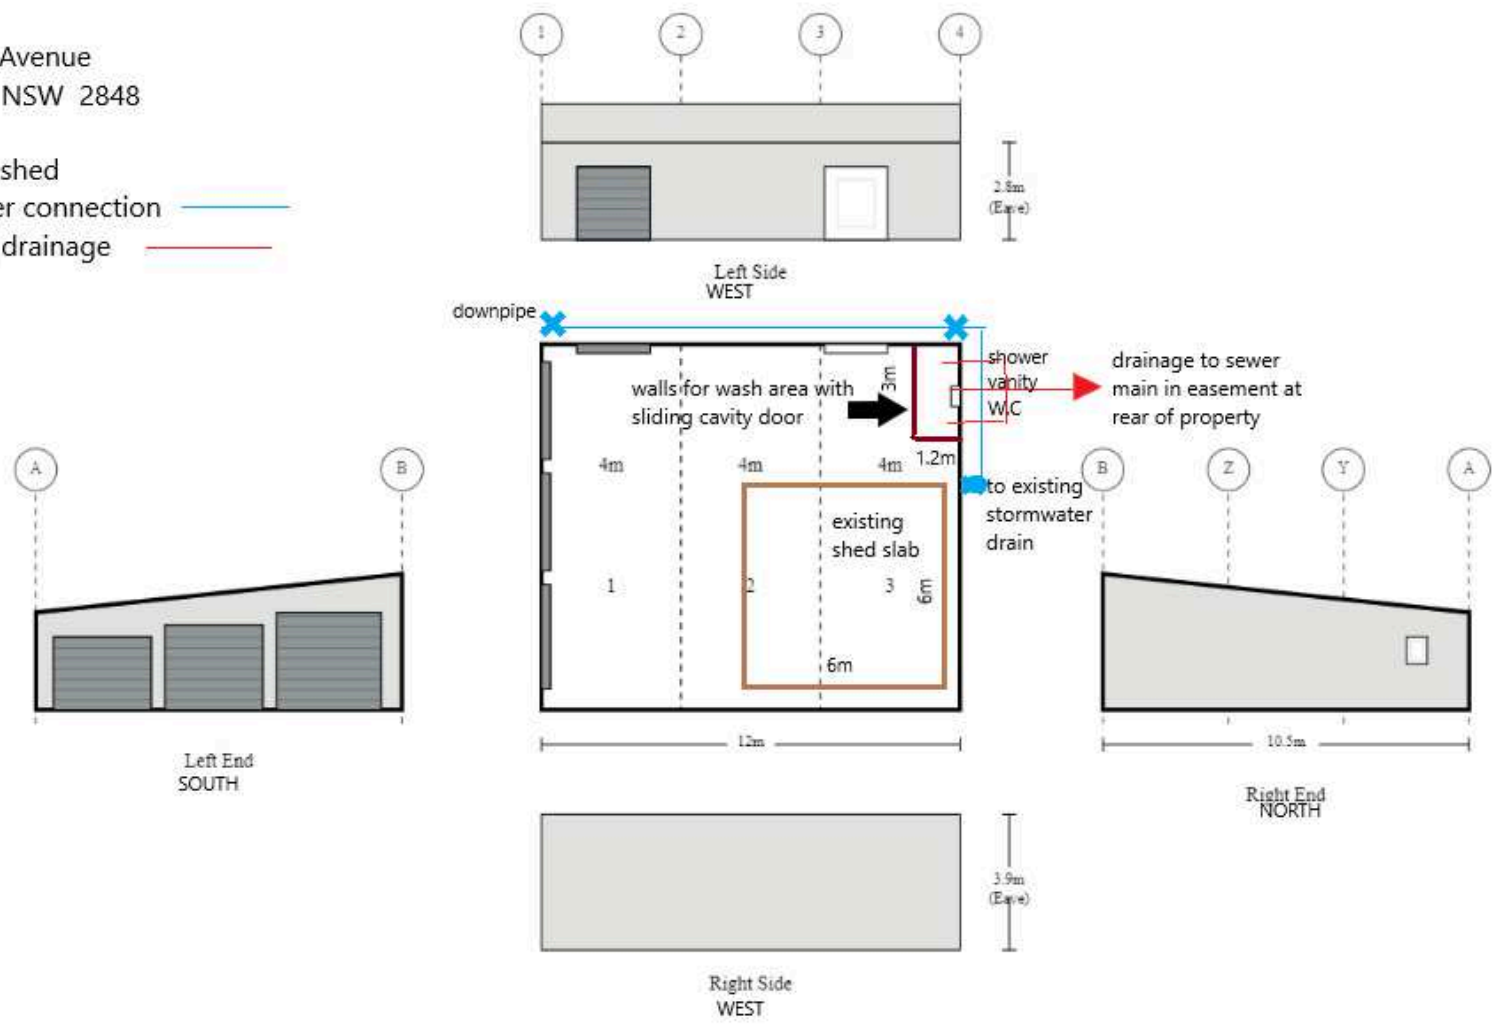 Avenue
NSW 2848
shed
er connection
drainage
1
2
3
4
2.8m
(Eave)
Left Side
WEST
downpipe
walls for wash area with
sliding cavity door
3m
shower
vanity
W.C
drainage to sewer
main in easement at
rear of property
4m
4m
4m
1.2m
to existing
stormwater
drain
existing
shed slab
1
2
3
6m
6m
12m
A
B
Left End
SOUTH
B
Z
Y
A
10.5m
Right End
NORTH
3.9m
(Eave)
Right Side
WEST